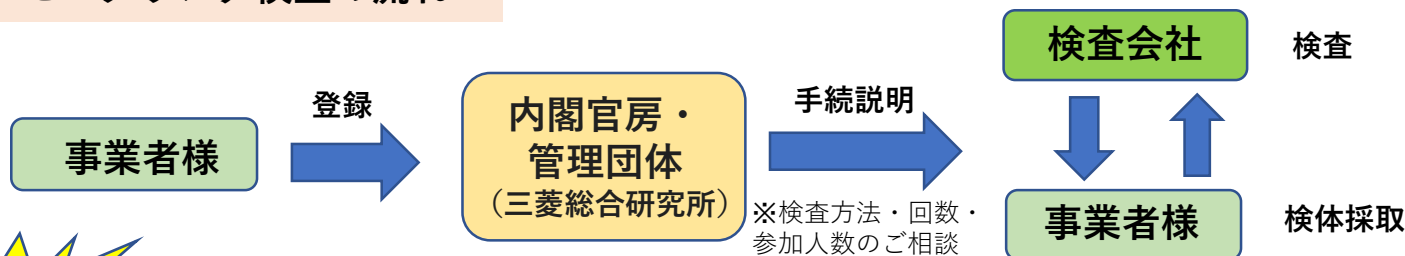 事業者様
登録
内閣官房・
管理団体
（三菱総合研究所）
手続説明
※検査方法・回数・
参加人数のご相談
検査会社
検査
事業者様
検体採取